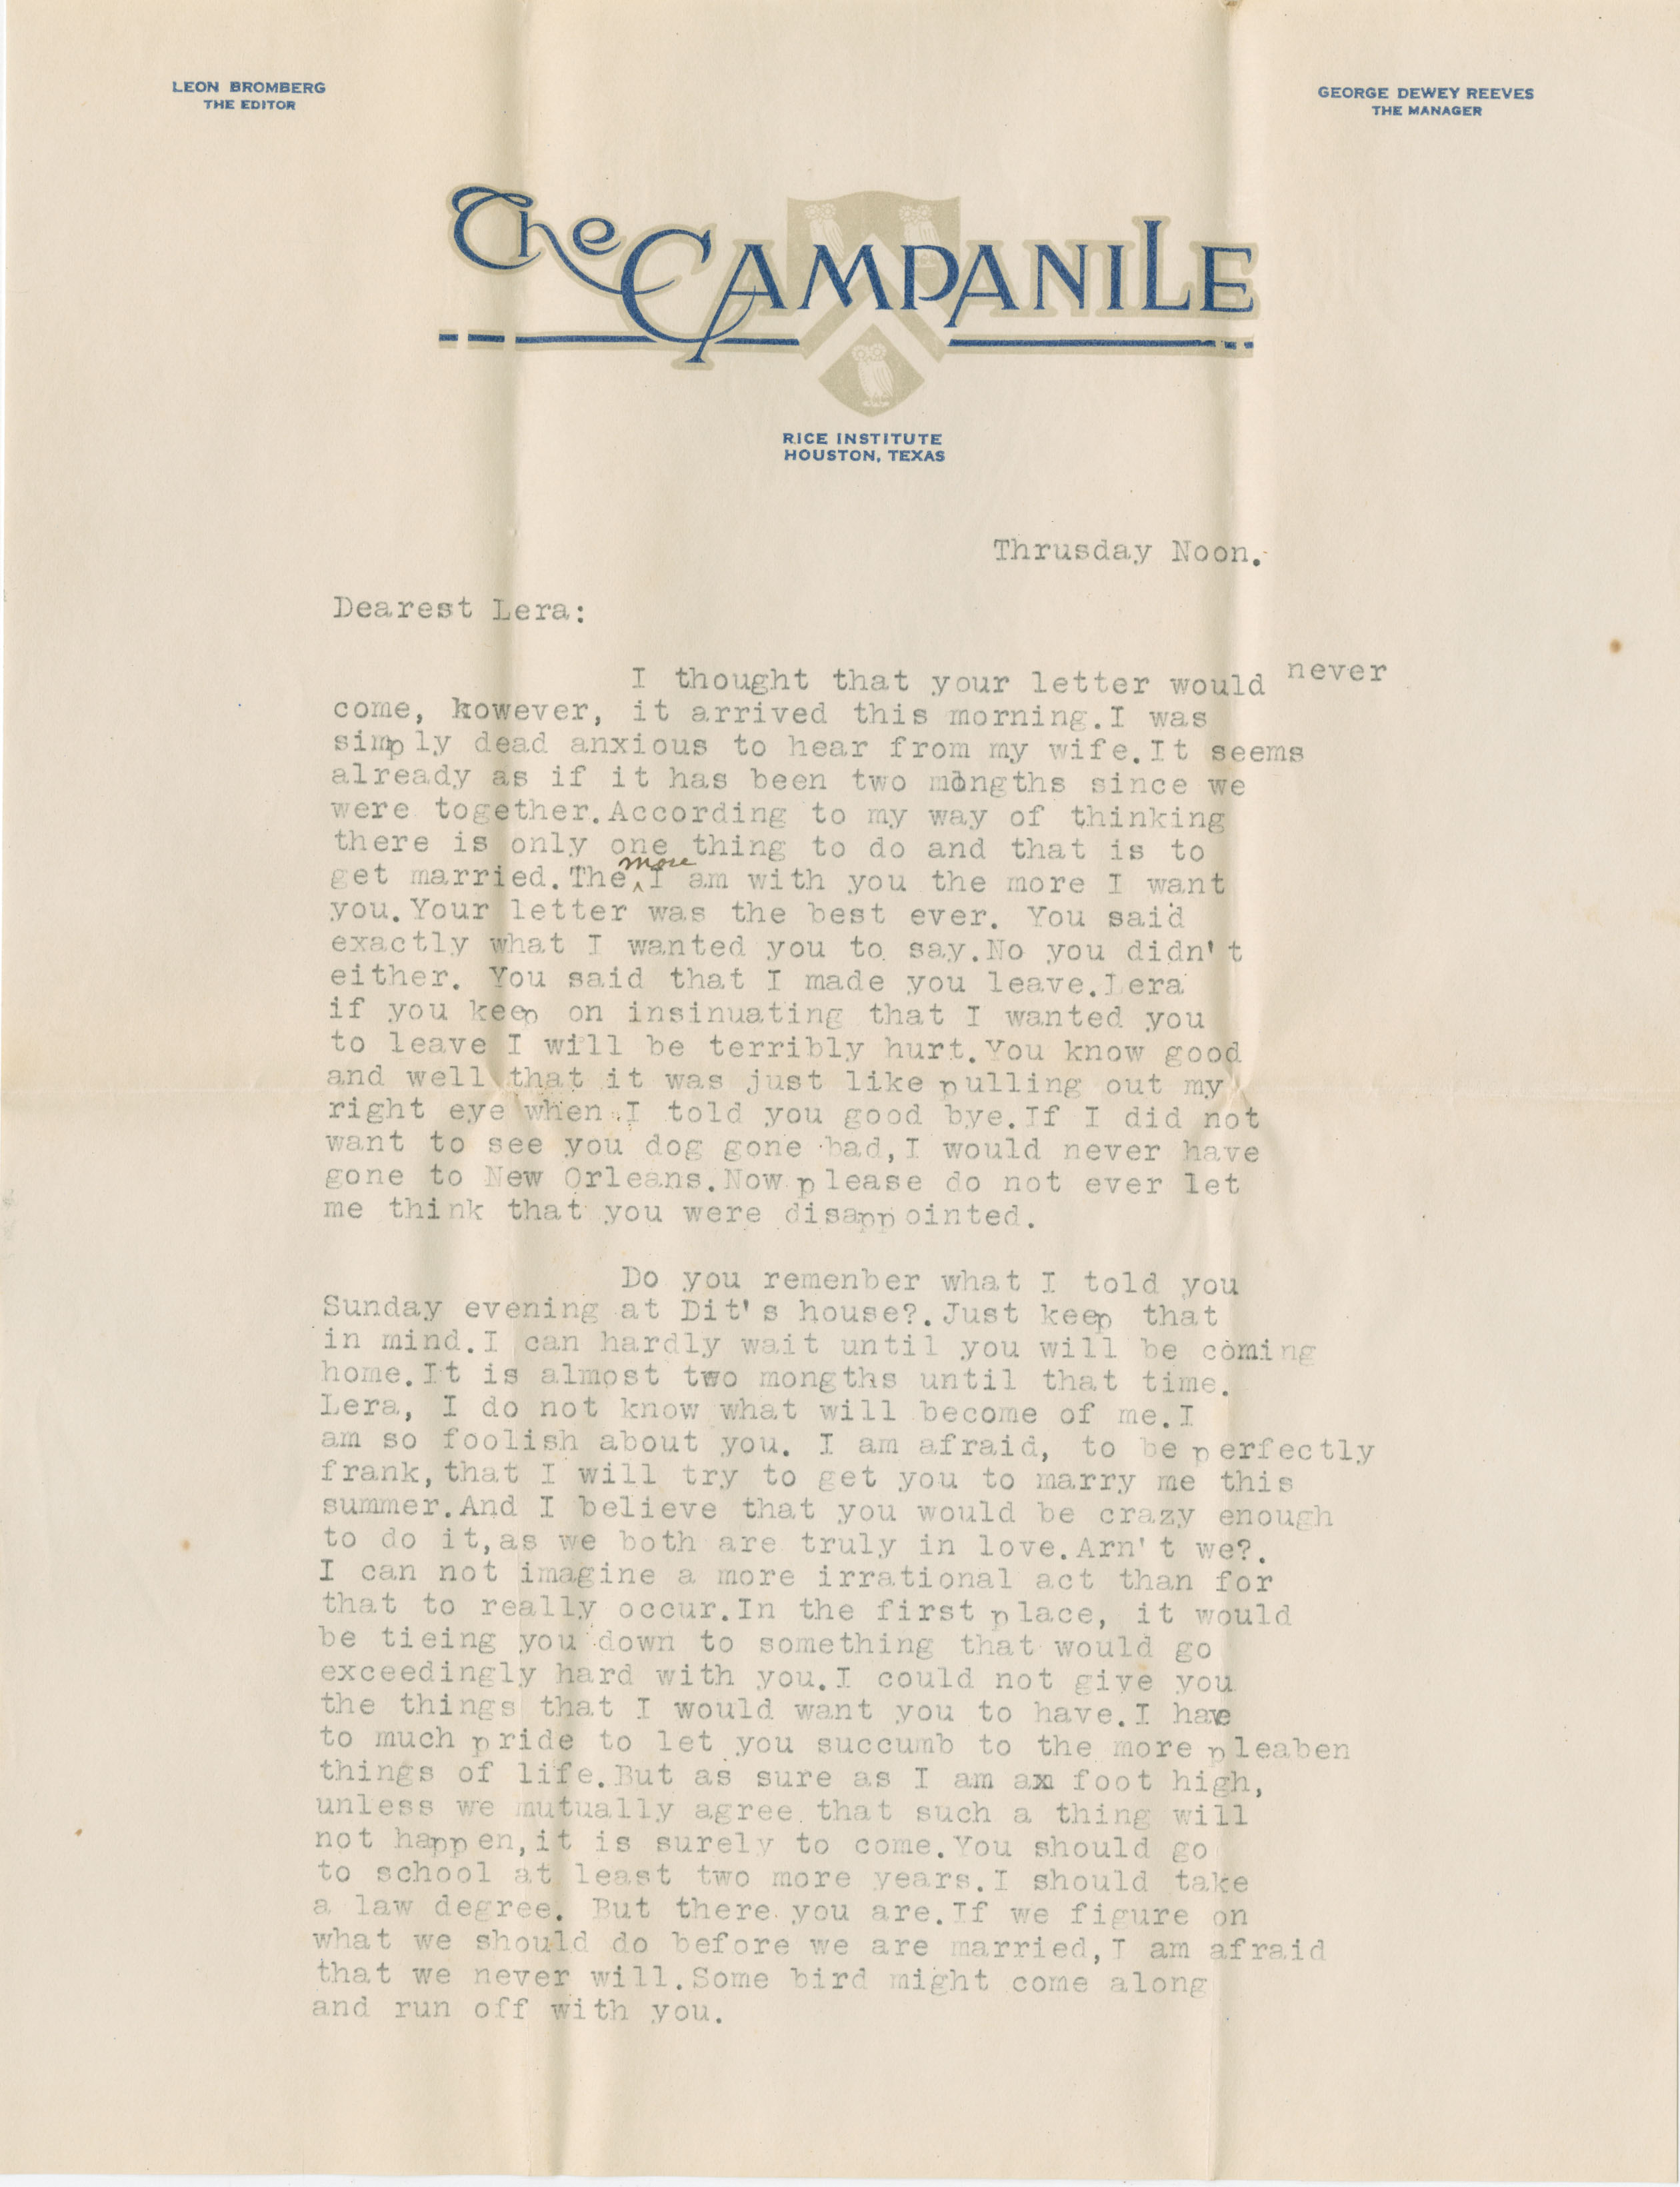 LEON BROMBERG
THE EDITOR
GEORGE DEWEY REEVES
THE MANAGER
The CAMPANILE
RICE INSTITUTE
HOUSTON, TEXAS
Thrusday Noon.
Dearest Lera:
I thought that your letter would never
come, however, it arrived this morning.I was
simply dead anxious to hear from my wife.It seems
already as if it has been two mongths since we
were together.According to my way of thinking
there is only one thing to do and that is to
get married.The more I am with you the more I want
you.Your letter was the best ever. You said
exactly what I wanted you to say.No you didn't
either. You said that I made you leave.Lera
if you keep on insinuating that I wanted you
to leave I will be terribly hurt.You know good
and well that it was just like pulling out my
right eye when I told you good bye.If I did not
want to see you dog gone bad,I would never have
gone to New Orleans.Now please do not ever let
me think that you were disappointed.
Do you remenber what I told you
Sunday evening at Dit's house?.Just keep that
in mind.I can hardly wait until you will be coming
home.It is almost two mongths until that time.
Lera, I do not know what will become of me.I
am so foolish about you. I am afraid, to be perfectly
frank,that I will try to get you to marry me this
summer.And I believe that you would be crazy enough
to do it,as we both are truly in love.Arn't we?.
I can not imagine a more irrational act than for
that to really occur.In the first place, it would
be tieing you down to something that would go
exceedingly hard with you.I could not give you
the things that I would want you to have.I have
to much pride to let you succumb to the more pleaben
things of life.But as sure as I am ax foot high,
unless we mutually agree that such a thing will
not happen,it is surely to come.You should go
to school at least two more years.I should take
a law degree. But there you are.If we figure on
what we should do before we are married,I am afraid
that we never will.Some bird might come along
and run off with you.